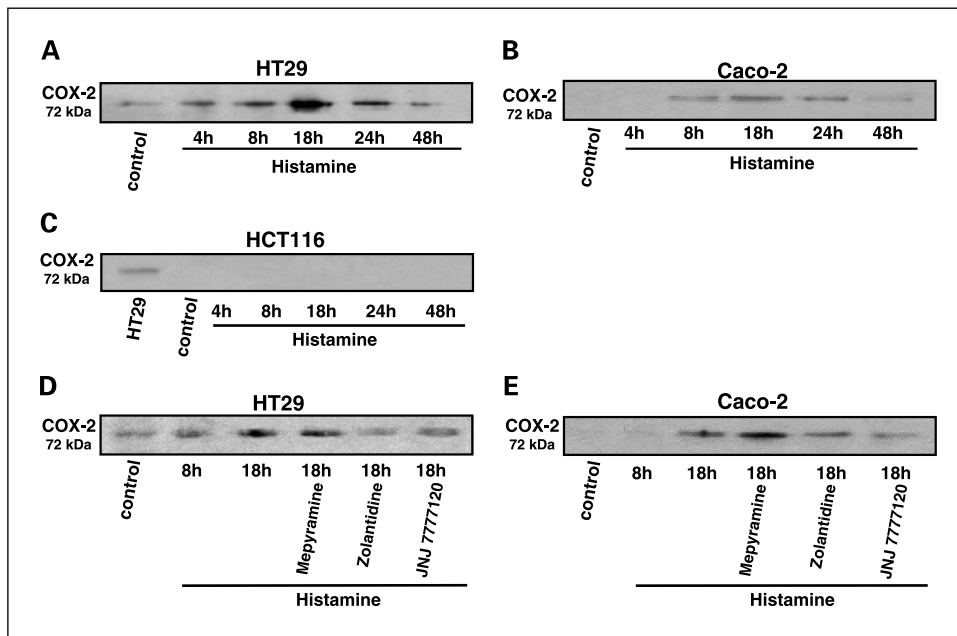 A
HT29
COX-2
72 kDa
control
4h 8h 18h 24h 48h
Histamine
B
Caco-2
COX-2
72 kDa
control
4h 8h 18h 24h 48h
Histamine
C
HCT116
COX-2
72 kDa
HT29
control
4h 8h 18h 24h 48h
Histamine
D
HT29
COX-2
72 kDa
control
8h 18h 18h 18h 18h
Mepyramine
Zolantidine
JNJ 7777120
Histamine
E
Caco-2
COX-2
72 kDa
control
8h 18h 18h 18h 18h
Mepyramine
Zolantidine
JNJ 7777120
Histamine